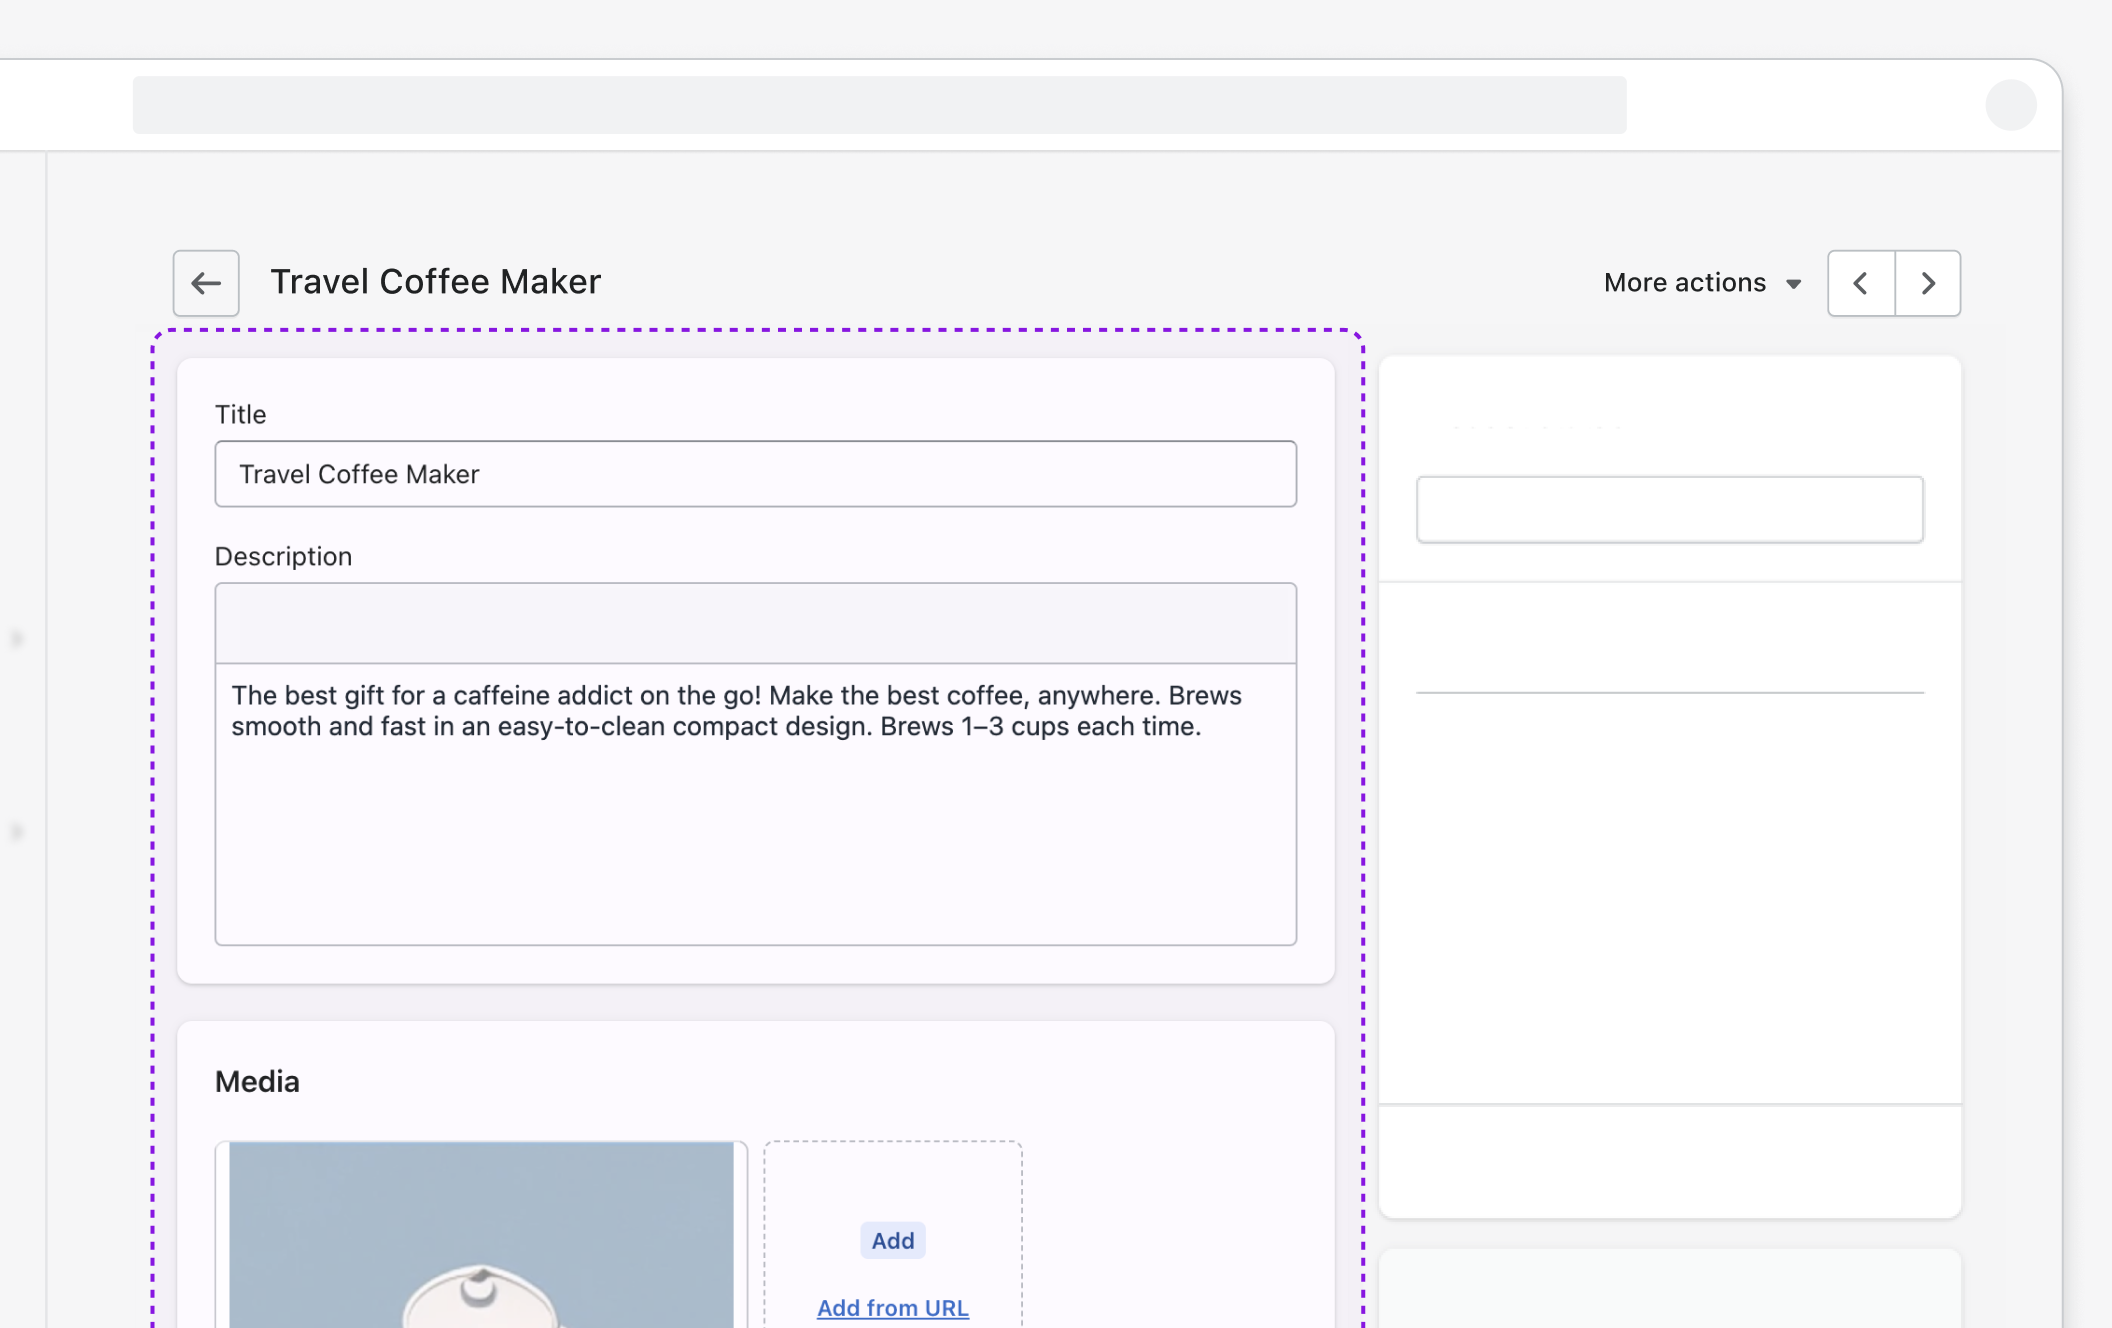 Travel Coffee Maker
More actions
Title
Travel Coffee Maker
Description
The best gift for a caffeine addict on the go! Make the best coffee, anywhere. Brews
smooth and fast in an easy-to-clean compact design. Brews 1–3 cups each time.
Media
Add
Add from URL